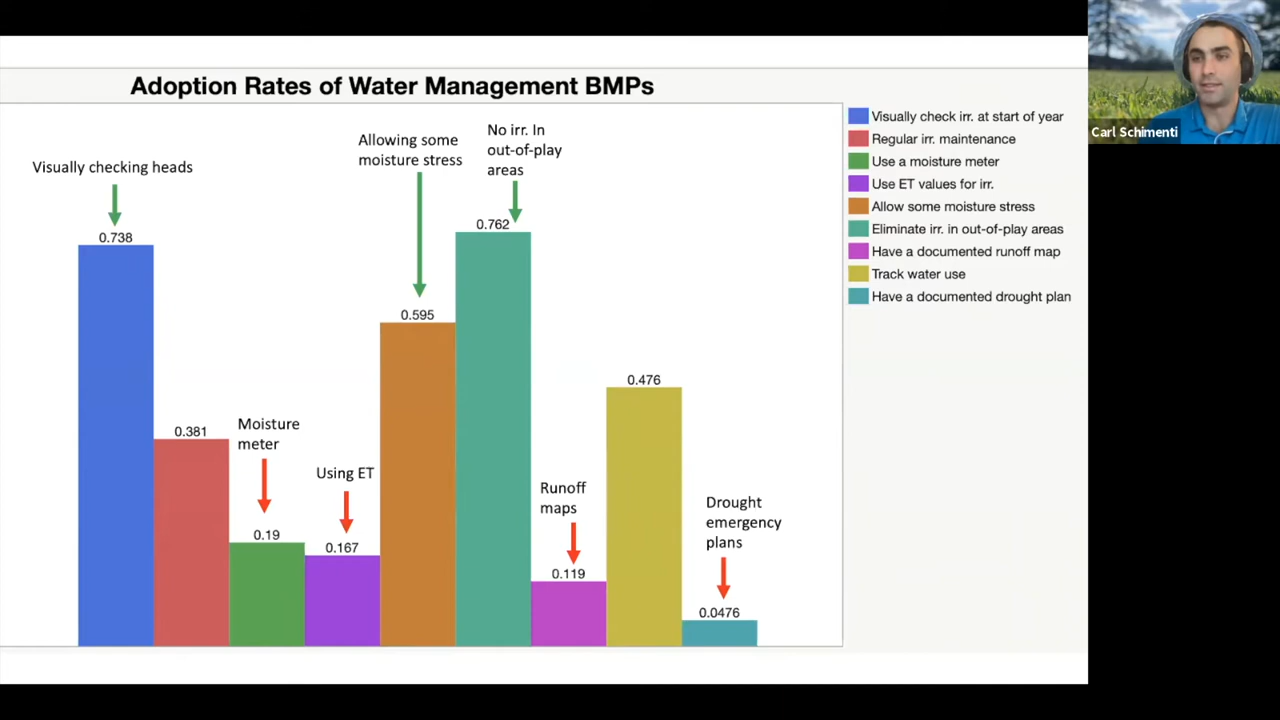 Adoption Rates of Water Management BMPs
Visually checking heads
Allowing some
moisture stress
No irr. In
out-of-play
areas
0.738
0.381
Moisture
meter
0.19
Using ET
0.167
0.595
0.762
Runoff
maps
0.119
0.476
Drought
emergency
plans
0.0476
Visually check irr. at start of year
Regular irr. maintenance
Use a moisture meter
Use ET values for irr.
Allow some moisture stress
Eliminate irr. in out-of-play areas
Have a documented runoff map
Track water use
Have a documented drought plan
Carl Schimenti